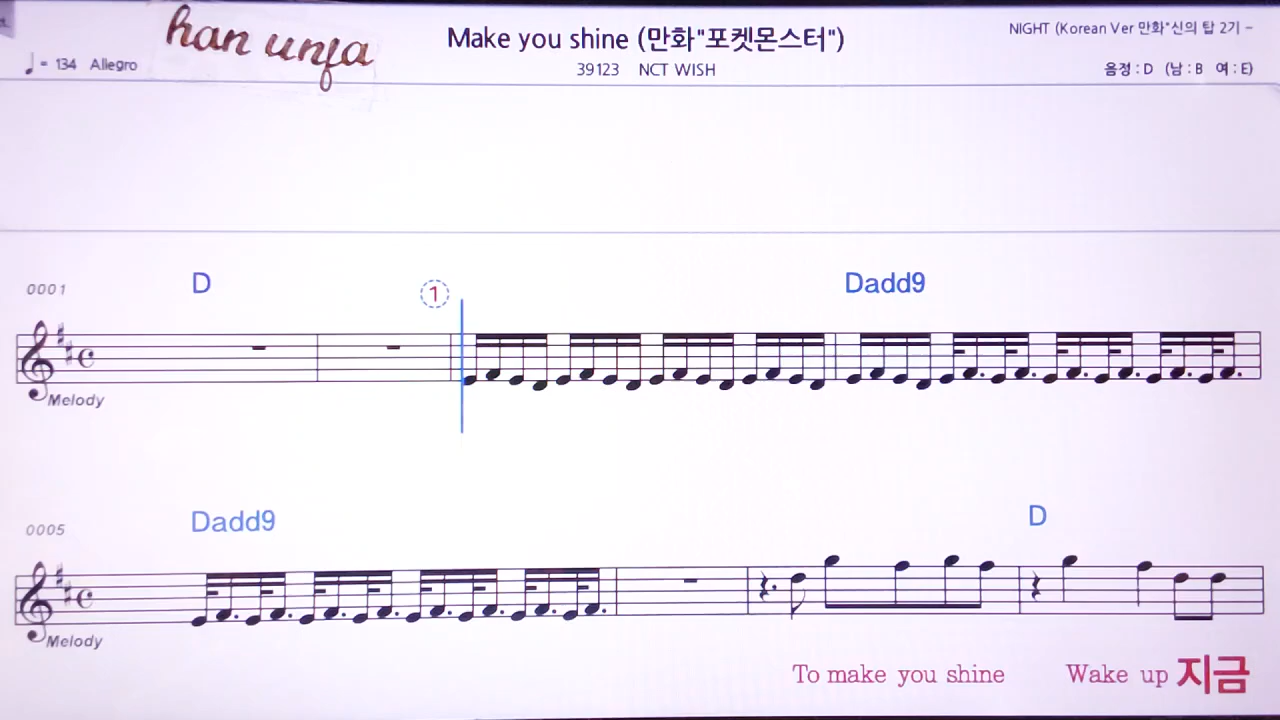 han unfa
Make you shine (만화"포켓몬스터")
NIGHT (Korean Ver 만화"신의 탑 2기 -
♩ = 134 Allegro
39123 NCT WISH
음정 : D (남 : B 여 : E)
0001
D
1
Dadd9
Melody
0005
Dadd9
D
Melody
To make you shine Wake up 지금